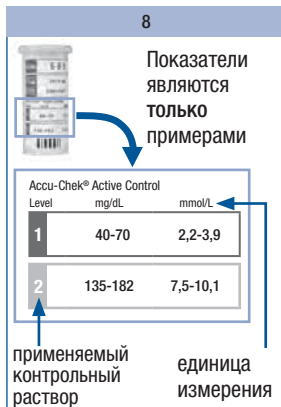 8
Показатели
являются
только
примерами
Accu-Chek® Active Control
Level mg/dL mmol/L
1 40-70 2,2-3,9
2 135-182 7,5-10,1
применяемый
контрольный
раствор
единица
измерения